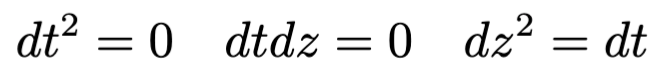 dt² = 0 dtdz = 0 dz² = dt